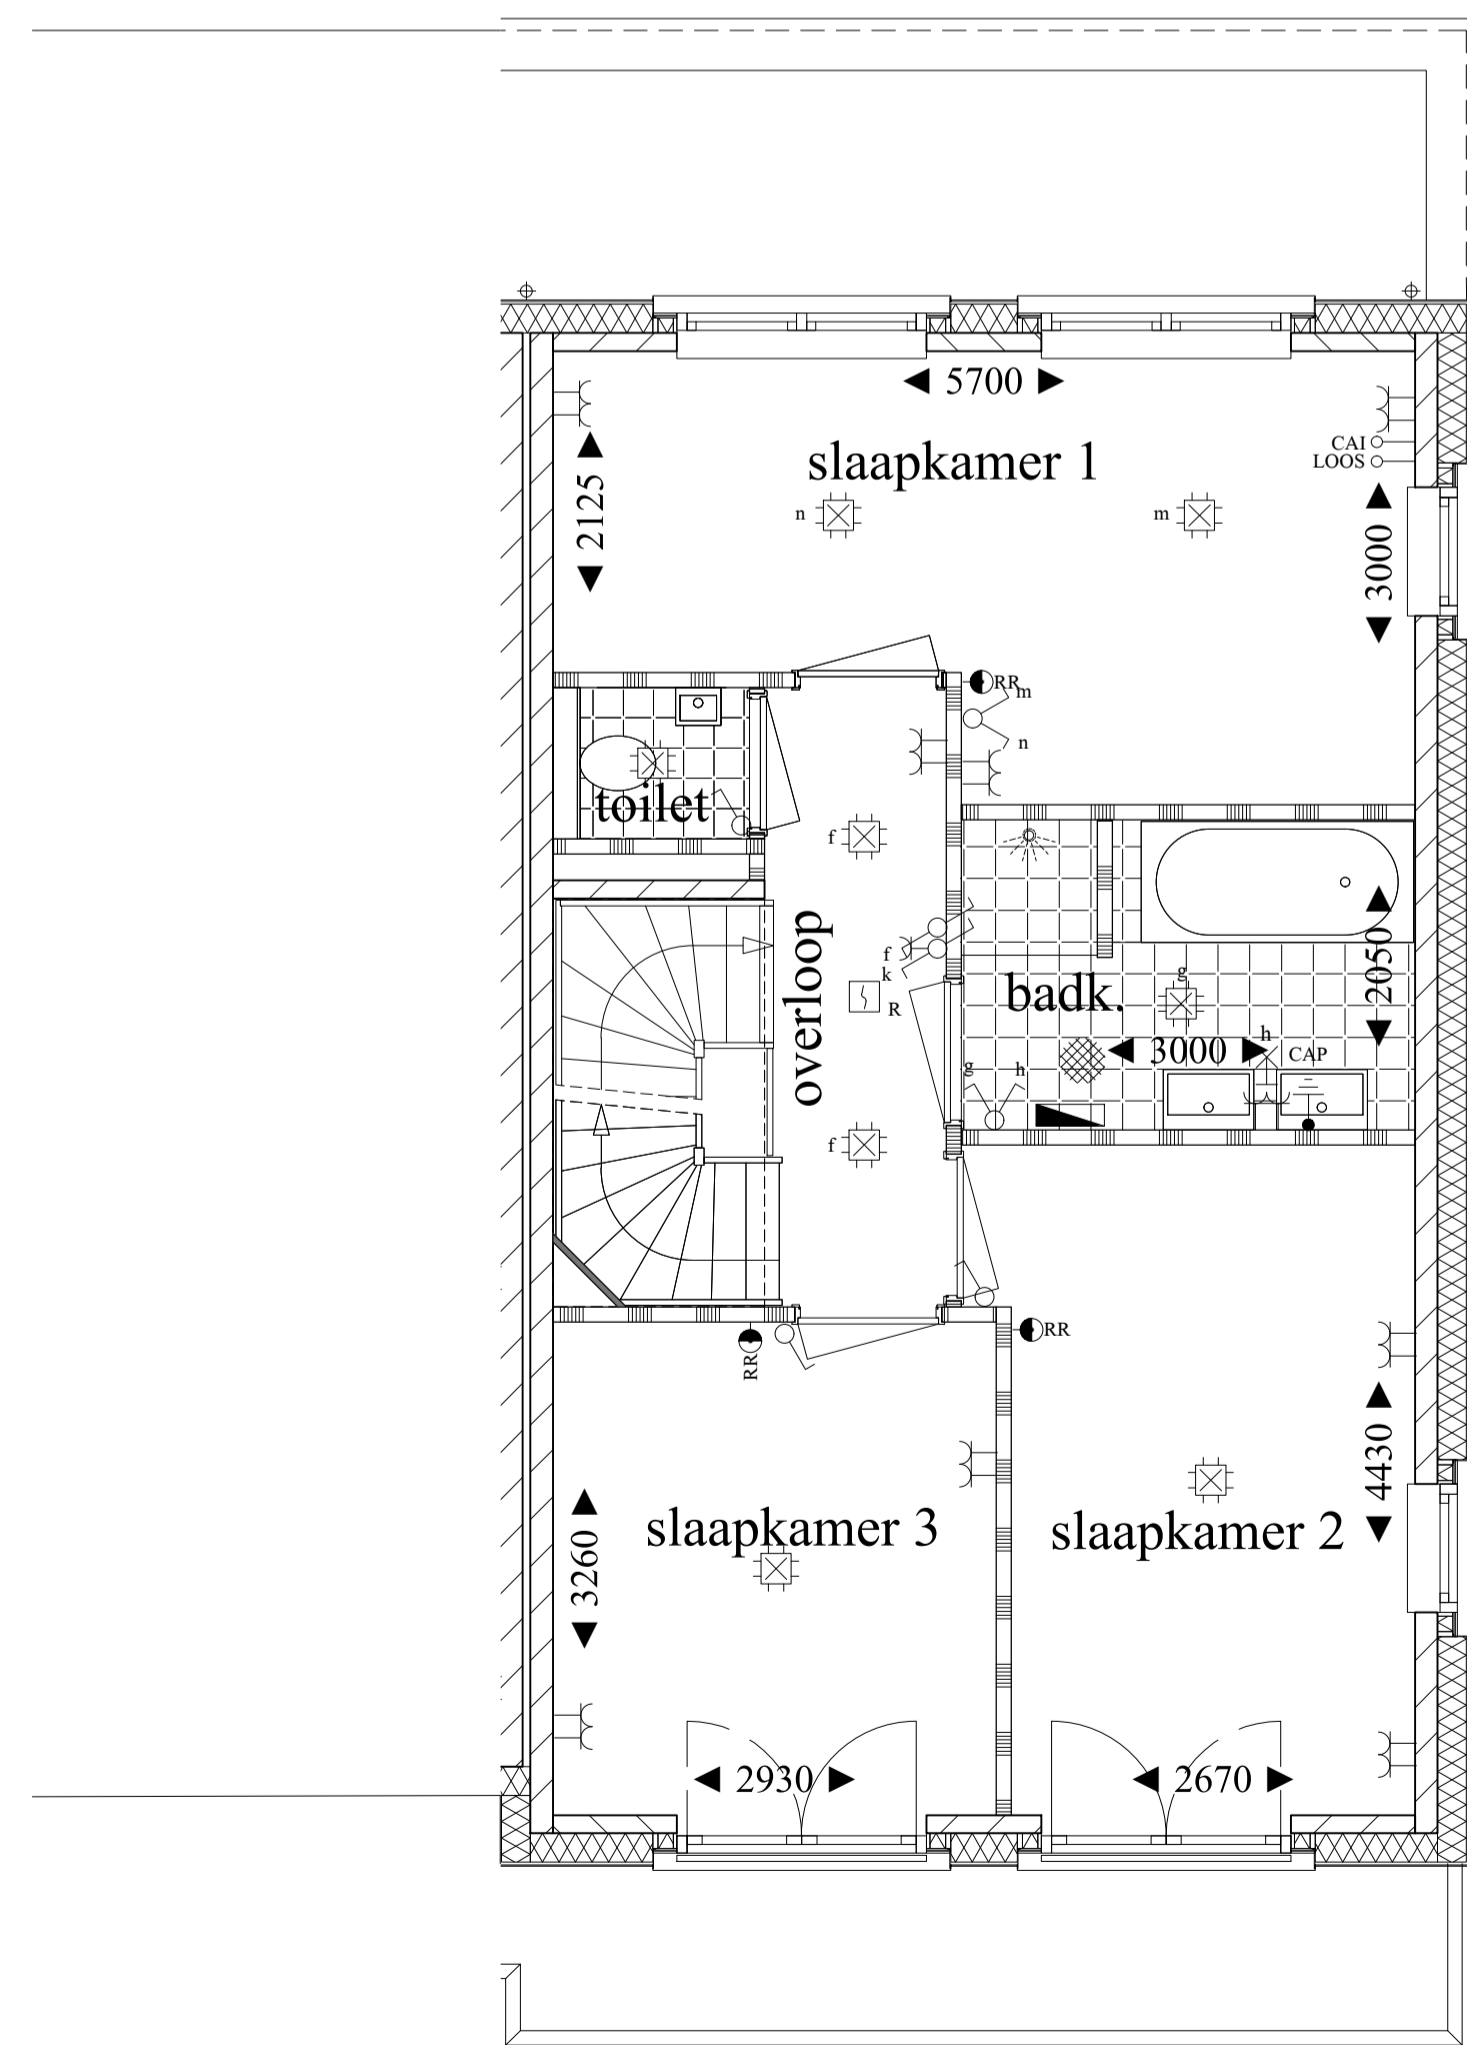 5700
slaapkamer 1
CAI
LOOS
2125
n
m
3000
RR
m
n
toilet
f
overloop
f
k
R
badk.
g
2050
3000
h
CAP
g
h
f
RR
RR
4430
slaapkamer 3
slaapkamer 2
3260
2930
2670